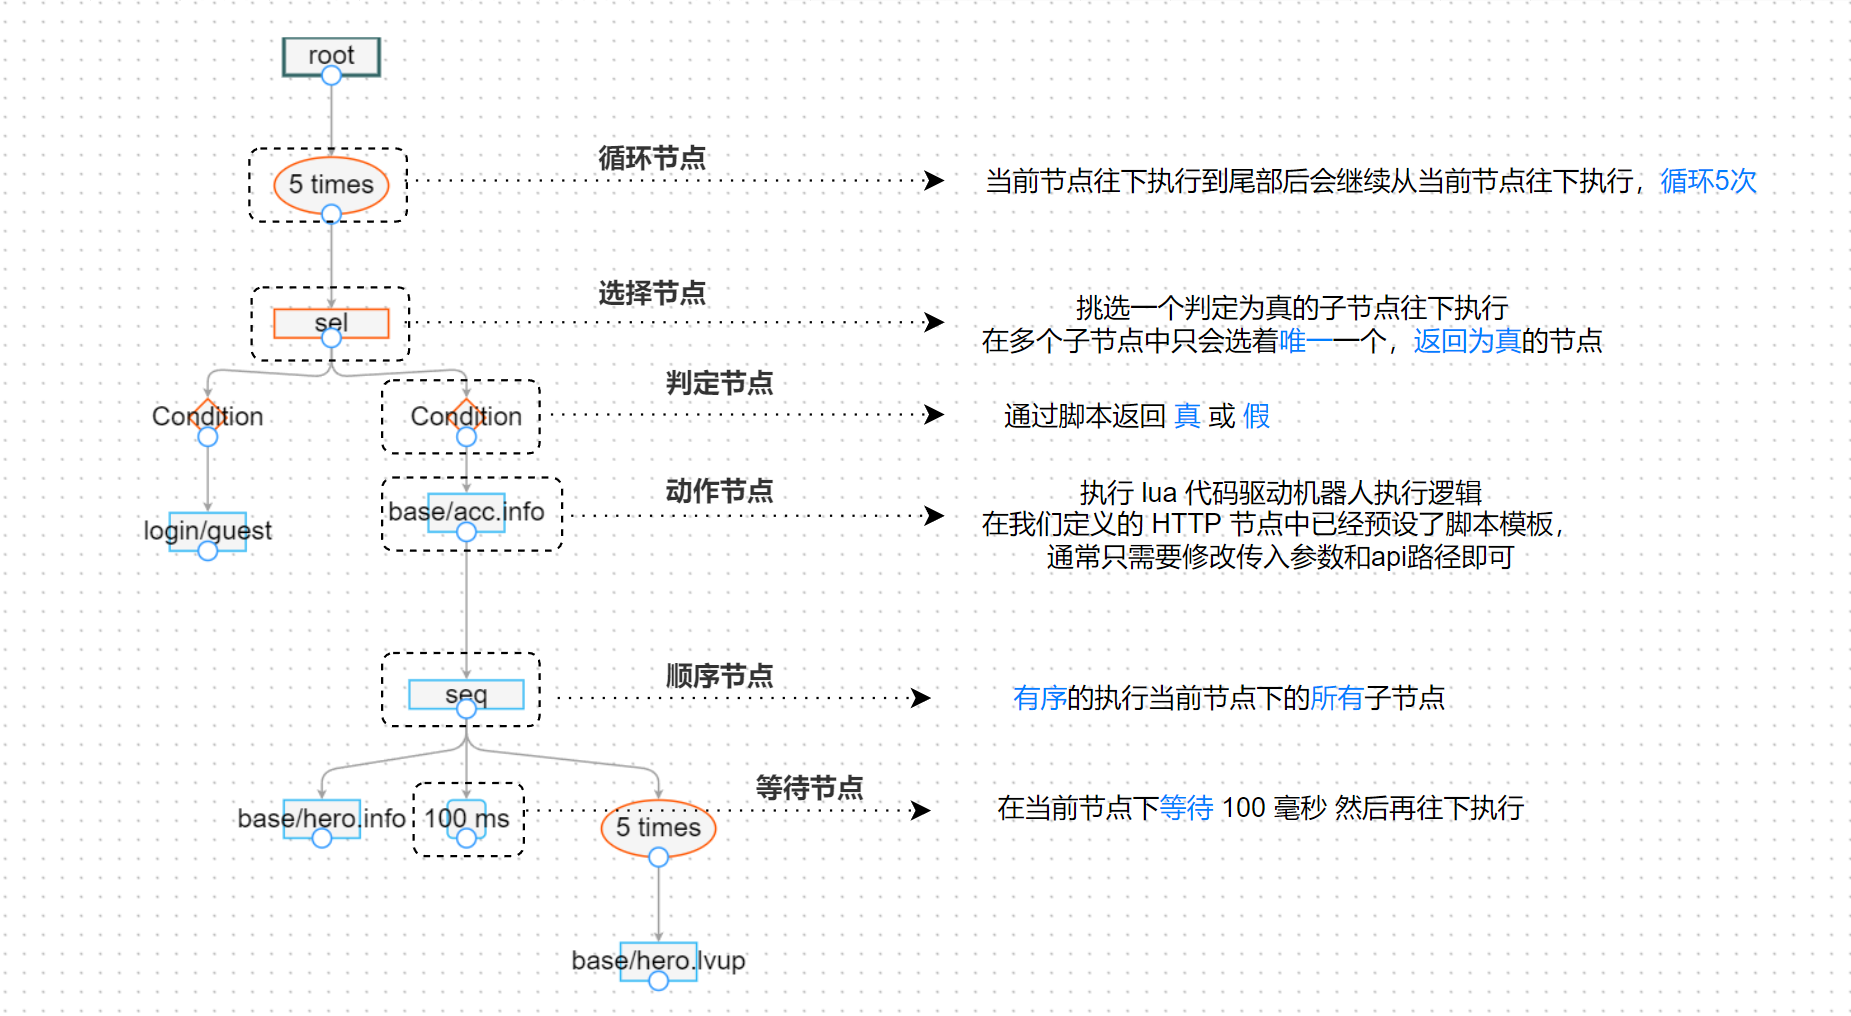 root
循环节点
5 times
当前节点往下执行到尾部后会继续从当前节点往下执行，循环5次
选择节点
sel
挑选一个判定为真的子节点往下执行
在多个子节点中只会选着唯一一个，返回为真的节点
判定节点
Condition
Condition
通过脚本返回 真 或 假
动作节点
base/acc.info
login/guest
执行 lua 代码驱动机器人执行逻辑
在我们定义的 HTTP 节点中已经预设了脚本模板，
通常只需要修改传入参数和api路径即可
顺序节点
seq
有序的执行当前节点下的所有子节点
等待节点
base/hero.info
100 ms
5 times
在当前节点下等待 100 毫秒 然后再往下执行
base/hero.lvup